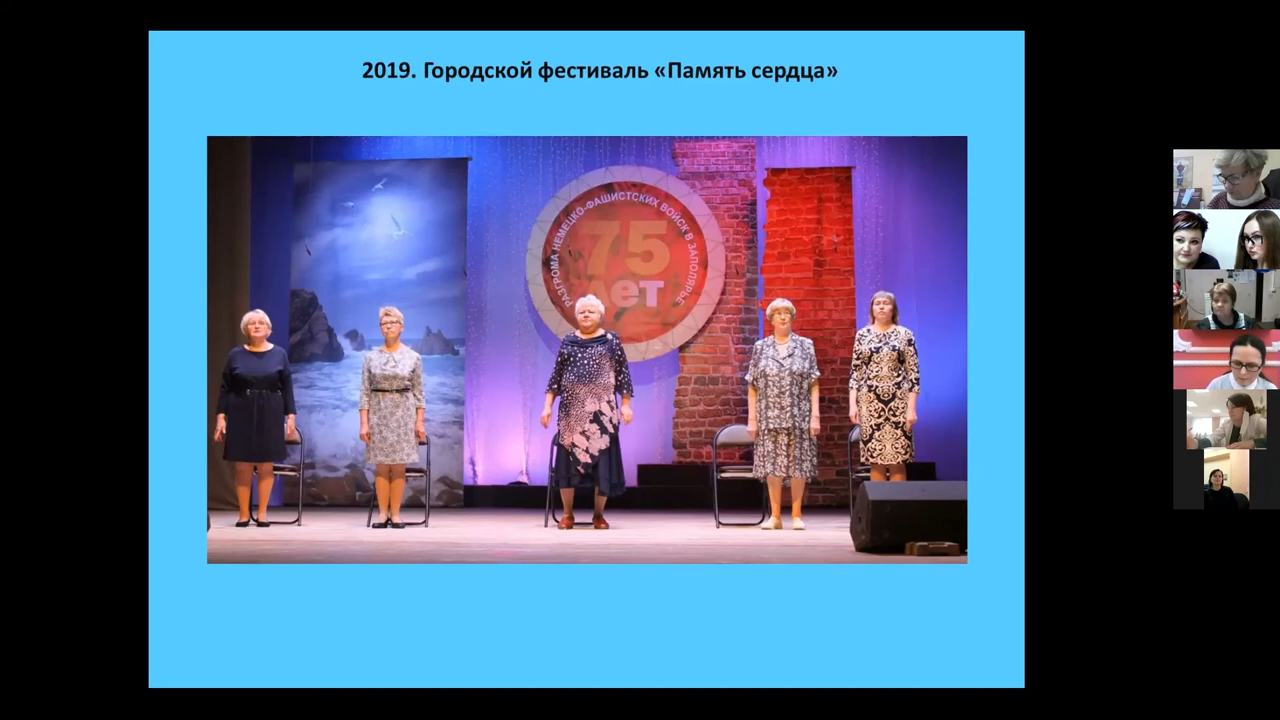 2019. Городской фестиваль «Память сердца»
РАЗГРОМА НЕМЕЦКО-ФАШИСТСКИХ ВОЙСК В ЗАПОЛЯРЬЕ
75
лет